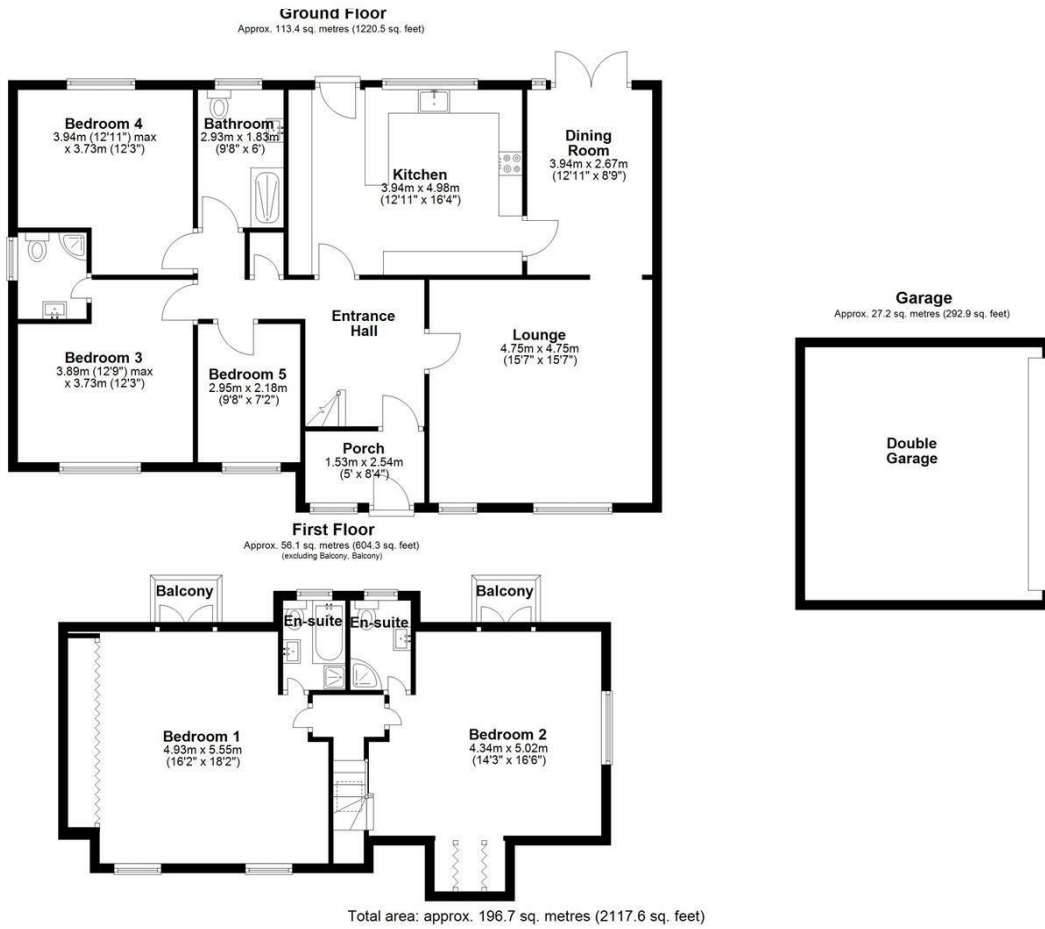 Ground Floor
Approx. 113.4 sq. metres (1220.5 sq. feet)
Bedroom 4
3.94m (12'11") max
x 3.73m (12'3")
Bathroom
2.93m x 1.83m
(9'8" x 6')
Kitchen
3.94m x 4.98m
(12'11" x 16'4")
Dining
Room
3.94m x 2.67m
(12'11" x 8'9")
Bedroom 3
3.89m (12'9") max
x 3.73m (12'3")
Bedroom 5
2.95m x 2.18m
(9'8" x 7'2")
Entrance
Hall
Lounge
4.75m x 4.75m
(15'7" x 15'7")
Porch
1.53m x 2.54m
(5' x 8'4")
Garage
Approx. 27.2 sq. metres (292.9 sq. feet)
Double
Garage
First Floor
Approx. 56.1 sq. metres (604.3 sq. feet)
(excluding Balcony, Balcony)
Balcony
Balcony
En-suite
En-suite
Bedroom 1
4.93m x 5.55m
(16'2" x 18'2")
Bedroom 2
4.34m x 5.02m
(14'3" x 16'6")
Total area: approx. 196.7 sq. metres (2117.6 sq. feet)